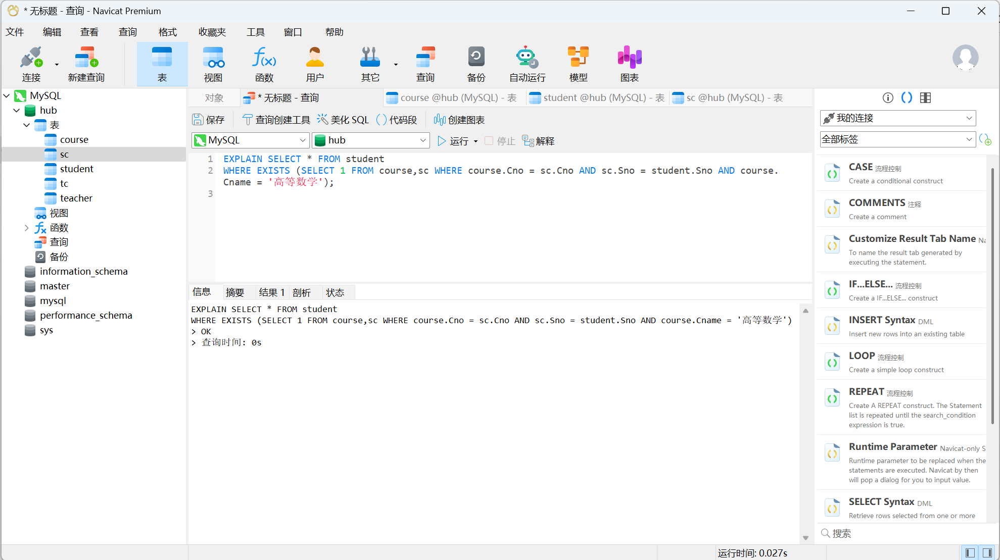 * 无标题 - 查询 - Navicat Premium
文件 编辑 查看 查询 格式 收藏夹 工具 窗口 帮助
连接 新建查询 表 视图 函数 用户 其它 查询 备份 自动运行 模型 图表
MySQL
hub
表
course
sc
student
tc
teacher
视图
函数
查询
备份
information_schema
master
mysql
performance_schema
sys
对象 * 无标题 - 查询 course @hub (MySQL) - 表 student @hub (MySQL) - 表 sc @hub (MySQL) - 表
保存 查询创建工具 美化 SQL 代码段 创建图表
MySQL hub 运行 停止 解释
1 EXPLAIN SELECT * FROM student
2 WHERE EXISTS (SELECT 1 FROM course,sc WHERE course.Cno = sc.Cno AND sc.Sno = student.Sno AND course.
Cname = '高等数学');
3
信息 摘要 结果 1 剖析 状态
EXPLAIN SELECT * FROM student
WHERE EXISTS (SELECT 1 FROM course,sc WHERE course.Cno = sc.Cno AND sc.Sno = student.Sno AND course.Cname = '高等数学')
> OK
> 查询时间: 0s
我的连接
全部标签
CASE 流程控制
Create a conditional construct
COMMENTS 注释
Create a comment
Customize Result Tab Name Na
To name the result tab generated by
executing the statement.
IF...ELSE... 流程控制
Create a IF...ELSE... construct
INSERT Syntax DML
Insert new rows into an existing table
LOOP 流程控制
Create a simple loop construct
REPEAT 流程控制
Create A REPEAT construct. The Statement
list is repeated until the search_condition
expression is true.
Runtime Parameter Navicat-only S
Runtime parameter to be replaced when the
statements are executed. Navicat by then
will pop a dialog for you to input value.
SELECT Syntax DML
Retrieve rows selected from one or more
搜索
运行时间: 0.027s